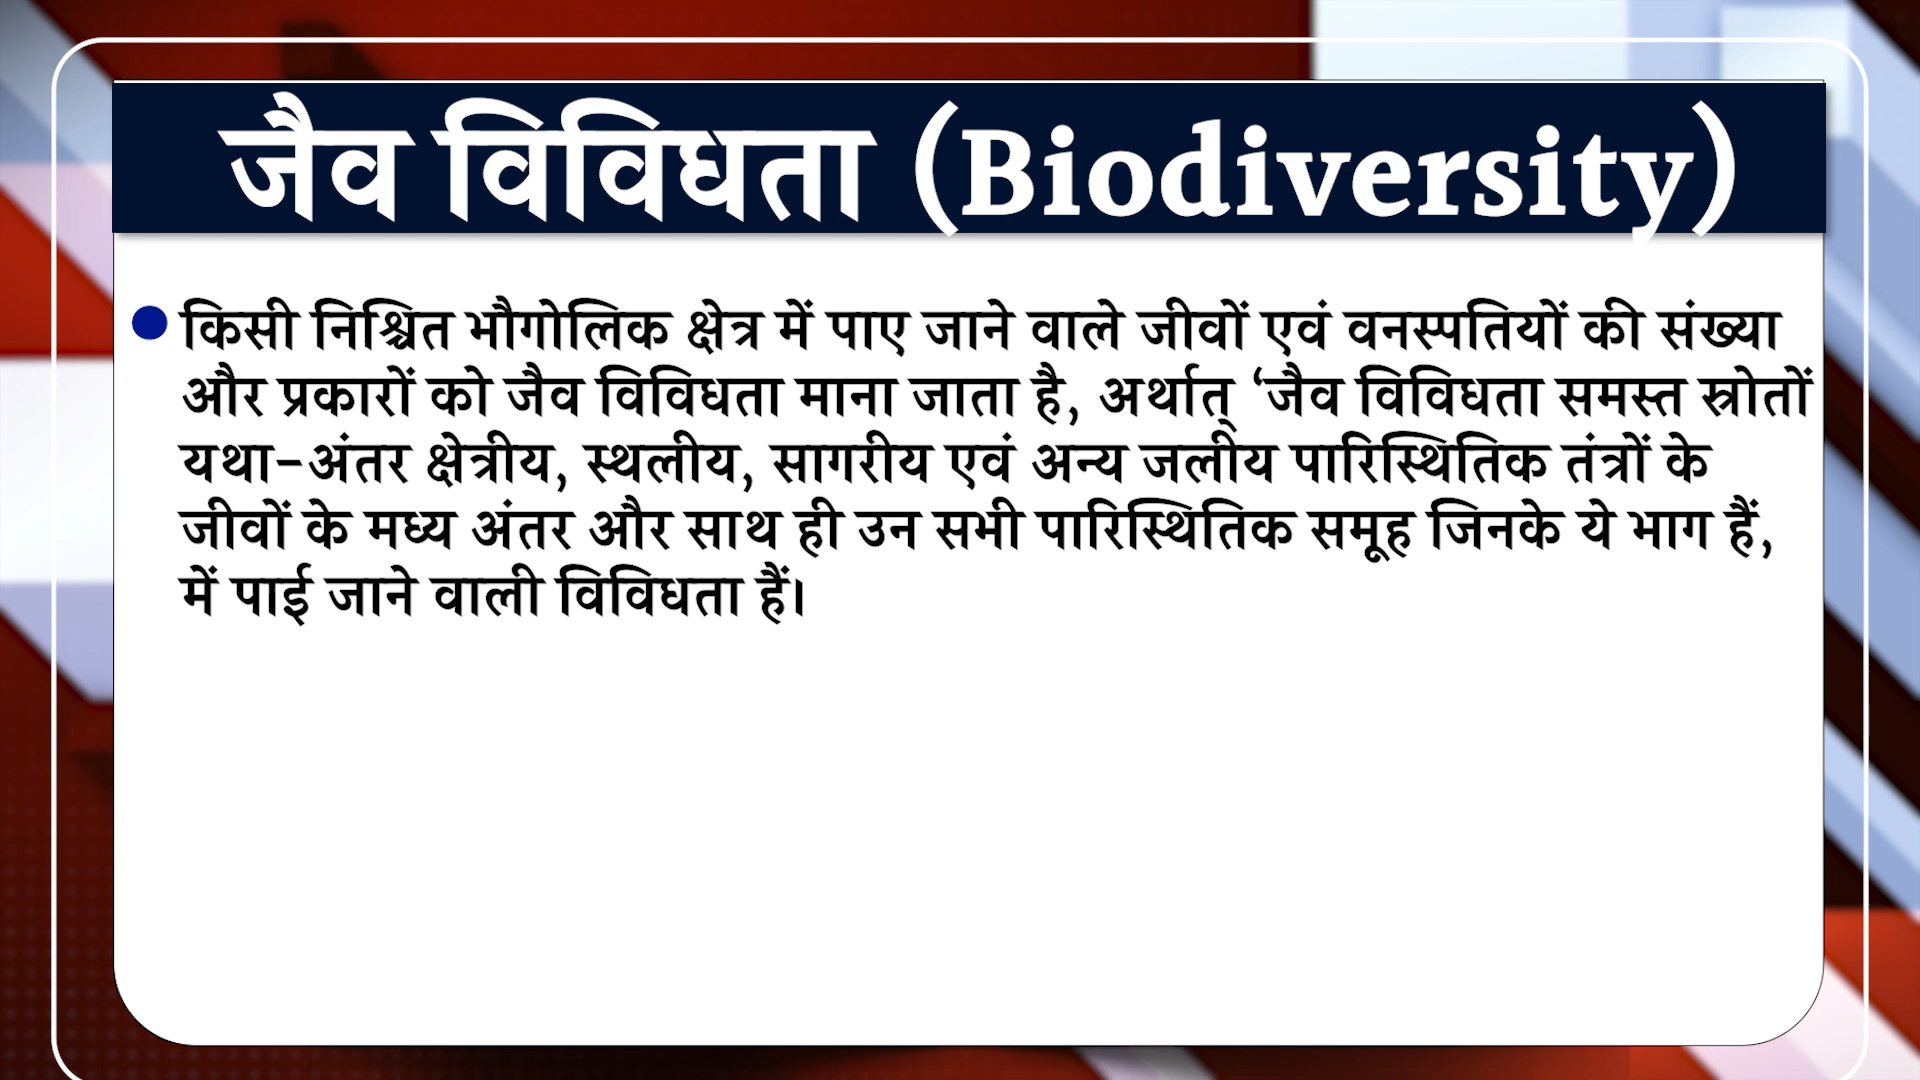 जैव विविधता (Biodiversity)
● किसी निश्चित भौगोलिक क्षेत्र में पाए जाने वाले जीवों एवं वनस्पतियों की संख्या
और प्रकारों को जैव विविधता माना जाता है, अर्थात् ‘जैव विविधता समस्त स्रोतों
यथा-अंतर क्षेत्रीय, स्थलीय, सागरीय एवं अन्य जलीय पारिस्थितिक तंत्रों के
जीवों के मध्य अंतर और साथ ही उन सभी पारिस्थितिक समूह जिनके ये भाग हैं,
में पाई जाने वाली विविधता हैं।